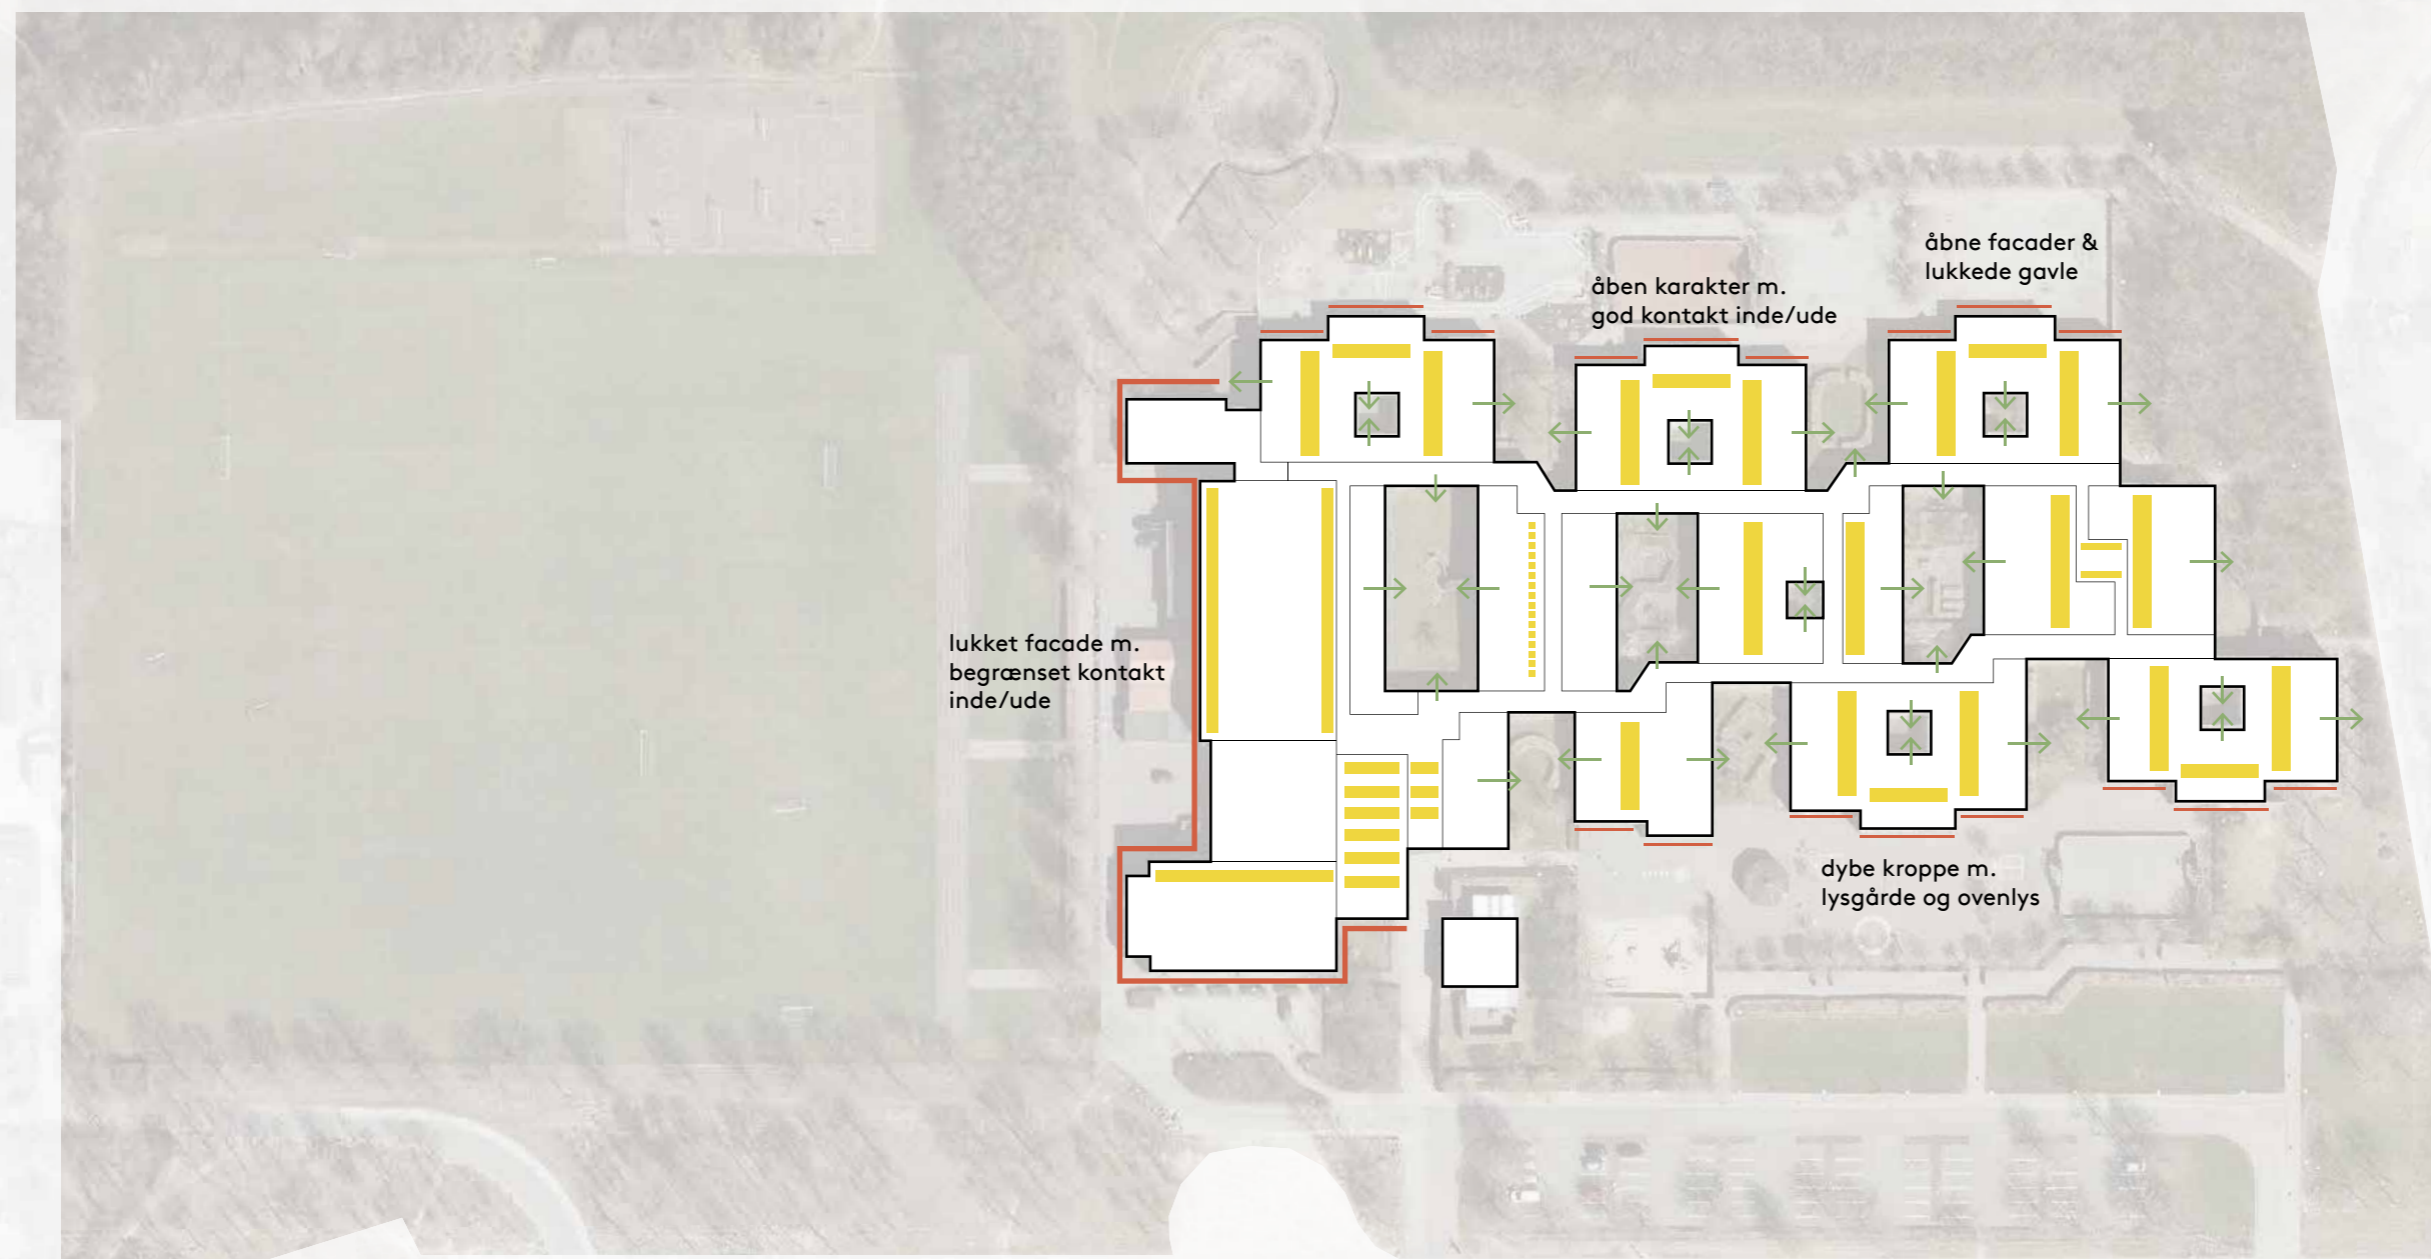 åbne facader &
lukkede gavle
åben karakter m.
god kontakt inde/ude
lukket facade m.
begrænset kontakt
inde/ude
dybe kroppe m.
lysgårde og ovenlys